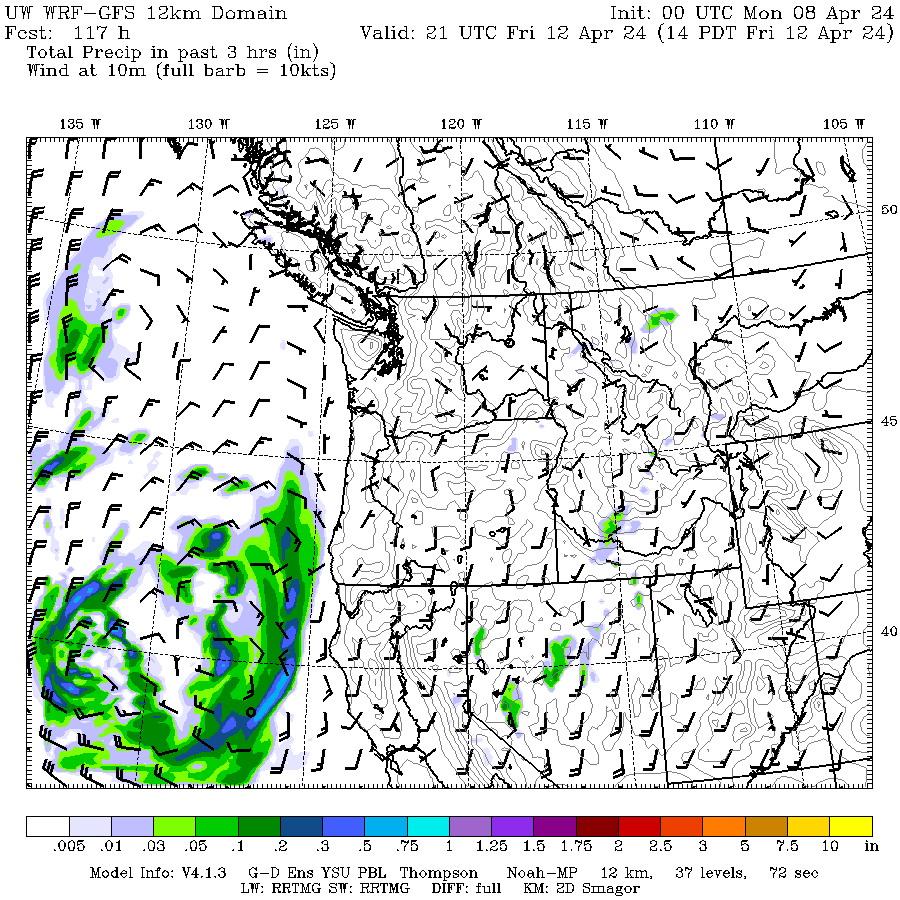 UW WRF-GFS 12km Domain Init: 00 UTC Mon 08 Apr 24
Fcst: 117 h Valid: 21 UTC Fri 12 Apr 24 (14 PDT Fri 12 Apr 24)
Total Precip in past 3 hrs (in)
Wind at 10m (full barb = 10kts)
135 W 130 W 125 W 120 W 115 W 110 W 105 W
50
45
40
.005 .01 .03 .05 .1 .2 .3 .5 .75 1 1.25 1.5 1.75 2 2.5 3 5 7.5 10 in
Model Info: V4.1.3 G-D Ens YSU PBL Thompson Noah-MP 12 km, 37 levels, 72 sec
LW: RRTMG SW: RRTMG DIFF: full KM: 2D Smagor